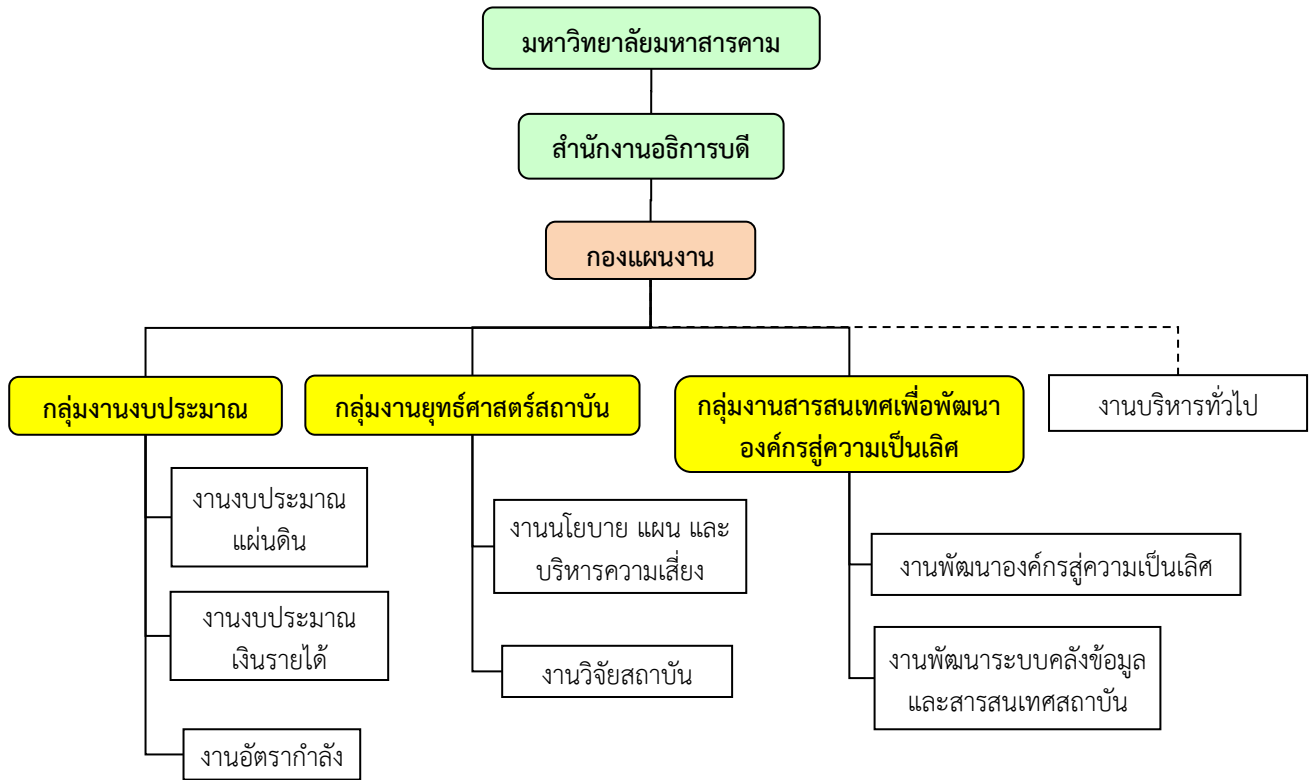 มหาวิทยาลัยมหาสารคาม
สำนักงานอธิการบดี
กองแผนงาน
กลุ่มงานงบประมาณ
กลุ่มงานยุทธ์ศาสตร์สถาบัน
กลุ่มงานสารสนเทศเพื่อพัฒนา
องค์กรสู่ความเป็นเลิศ
งานบริหารทั่วไป
งานงบประมาณ
แผ่นดิน
งานงบประมาณ
เงินรายได้
งานอัตรากำลัง
งานนโยบาย แผน และ
บริหารความเสี่ยง
งานวิจัยสถาบัน
งานพัฒนาองค์กรสู่ความเป็นเลิศ
งานพัฒนาระบบคลังข้อมูล
และสารสนเทศสถาบัน